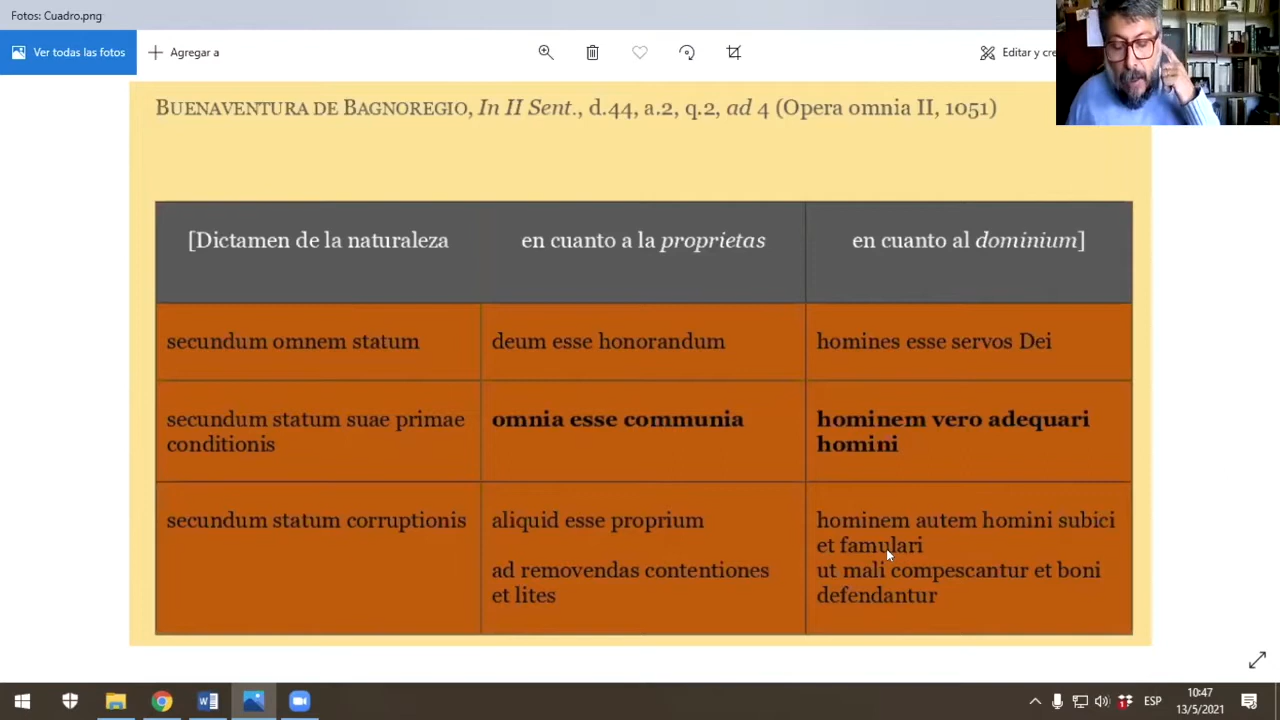 Fotos: Cuadro.png
Ver todas las fotos
Agregar a
Editar y cre
BUENAVENTURA DE BAGNOREGIO, In II Sent., d.44, a.2, q.2, ad 4 (Opera omnia II, 1051)
[Dictamen de la naturaleza
en cuanto a la proprietas
en cuanto al dominium]
secundum omnem statum
deum esse honorandum
homines esse servos Dei
secundum statum suae primae
conditionis
omnia esse communia
hominem vero adequari
homini
secundum statum corruptionis
aliquid esse proprium
ad removendas contentiones
et lites
hominem autem homini subici
et famulari
ut mali compescantur et boni
defendantur
ESP
10:47
13/5/2021